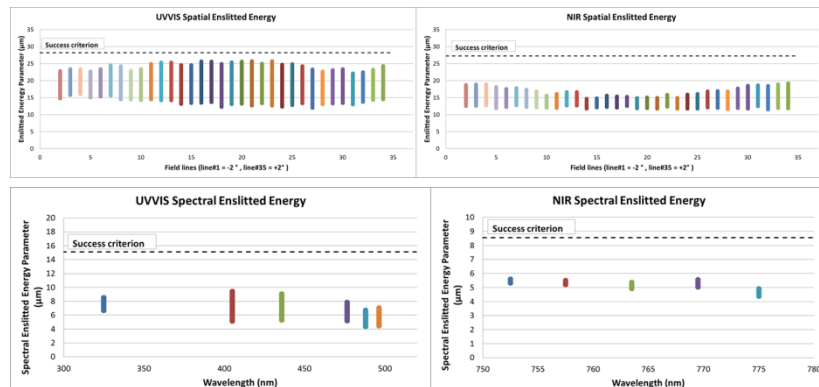 UVVIS Spatial Enslitted Energy
Enslitted Energy Parameter (μm)
35
30
25
20
15
10
5
0
Success criterion
0 5 10 15 20 25 30 35
Field lines (line#1 = -2 ° , line#35 = +2° )
NIR Spatial Enslitted Energy
Enslitted Energy Parameter (μm)
35
30
25
20
15
10
5
0
Success criterion
0 5 10 15 20 25 30 35
Field lines (line#1 = -2 ° , line#35 = +2° )
UVVIS Spectral Enslitted Energy
Spectral Enslitted Energy Parameter
(μm)
20
18
16
14
12
10
8
6
4
2
0
Success criterion
300 350 400 450 500
Wavelength (nm)
NIR Spectral Enslitted Energy
Spectral Enslitted Energy Parameter
(μm)
10
9
8
7
6
5
4
3
2
1
0
Success criterion
750 755 760 765 770 775 780
Wavelength (nm)